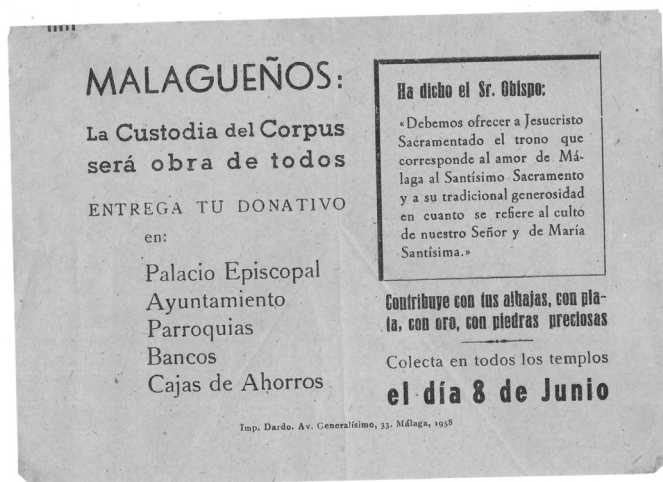 MALAGUEÑOS:
La Custodia del Corpus
será obra de todos
ENTREGA TU DONATIVO
en:
Palacio Episcopal
Ayuntamiento
Parroquias
Bancos
Cajas de Ahorros
Ha dicho el Sr. Obispo:
«Debemos ofrecer a Jesucristo
Sacramentado el trono que
corresponde al amor de Má-
laga al Santísimo Sacramento
y a su tradicional generosidad
en cuanto se refiere al culto
de nuestro Señor y de María
Santísima.»
Contribuye con tus alhajas, con pla-
ta, con oro, con piedras preciosas
Colecta en todos los templos
el día 8 de Junio
Imp. Dardo. Av. Generalísimo, 33. Málaga, 1958